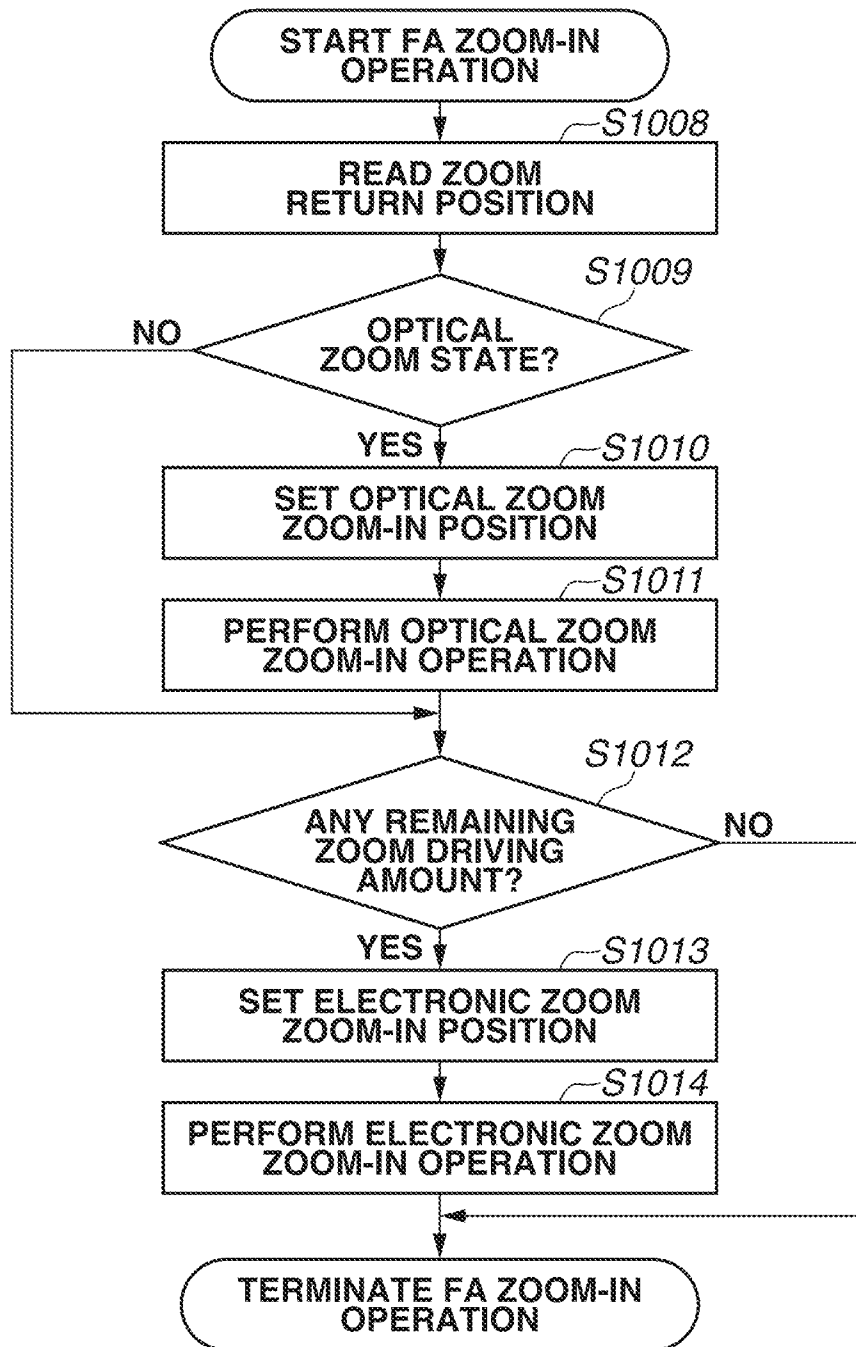 START FA ZOOM-IN
OPERATION
S1008
READ ZOOM
RETURN POSITION
S1009
NO
OPTICAL
ZOOM STATE?
YES
S1010
SET OPTICAL ZOOM
ZOOM-IN POSITION
S1011
PERFORM OPTICAL ZOOM
ZOOM-IN OPERATION
S1012
ANY REMAINING
ZOOM DRIVING
AMOUNT?
NO
YES
S1013
SET ELECTRONIC ZOOM
ZOOM-IN POSITION
S1014
PERFORM ELECTRONIC ZOOM
ZOOM-IN OPERATION
TERMINATE FA ZOOM-IN
OPERATION